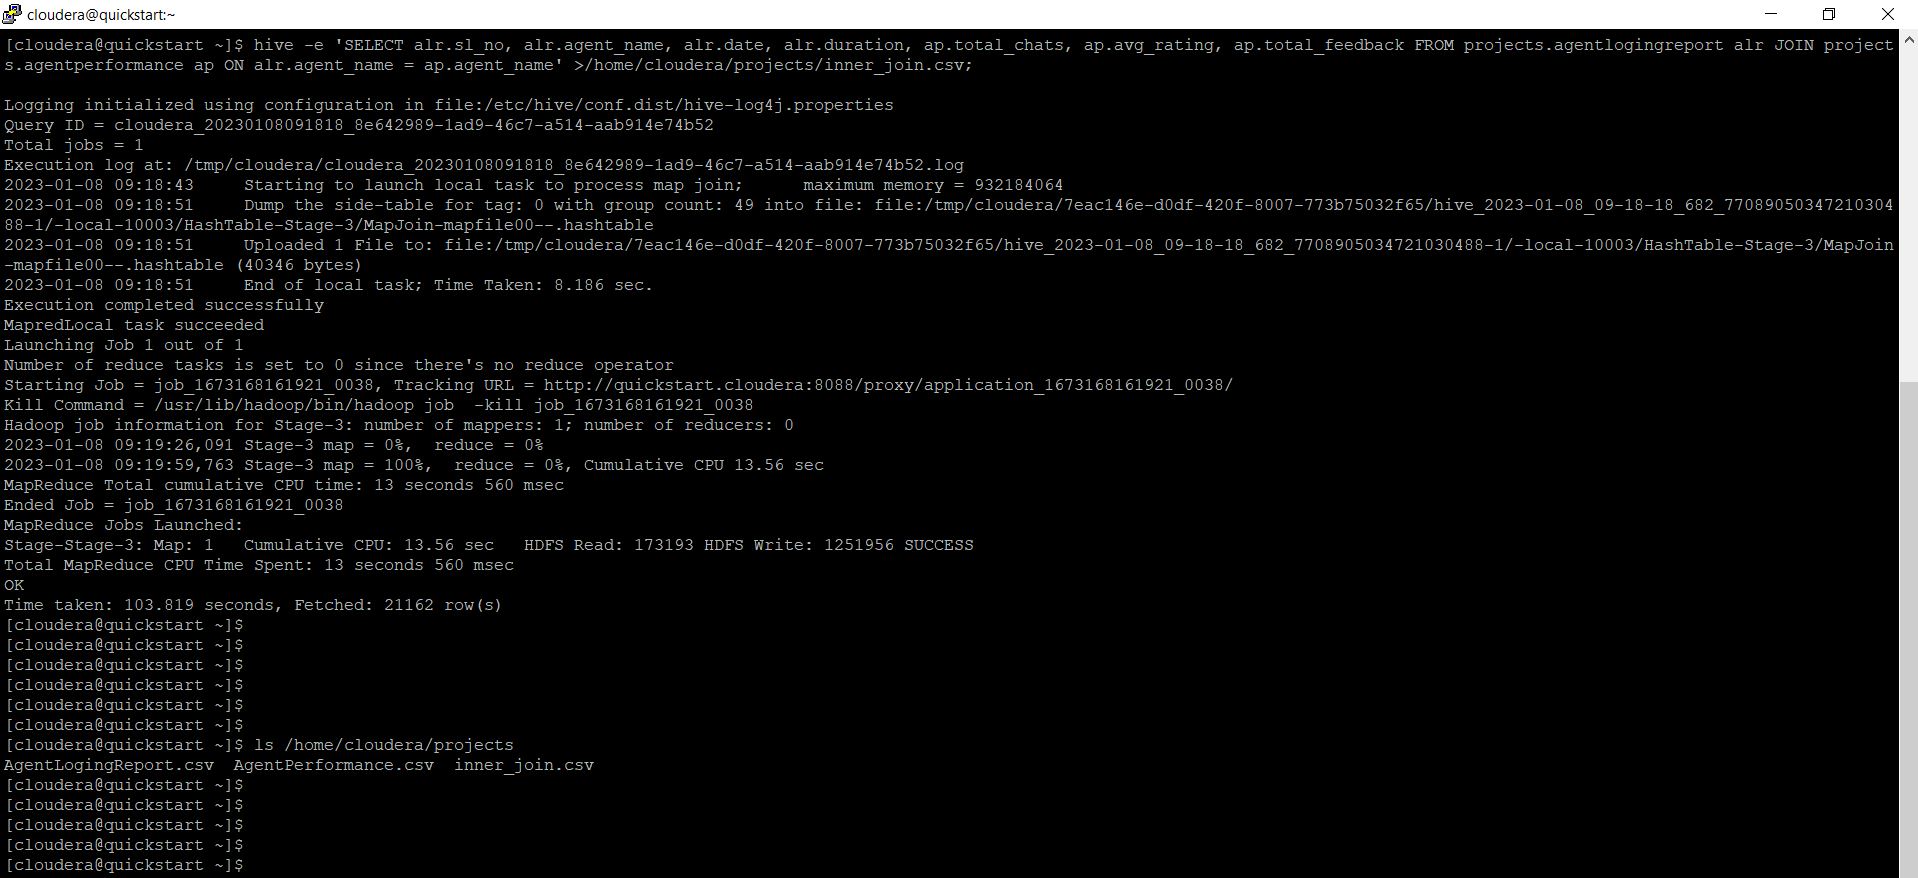 cloudera@quickstart:~
[cloudera@quickstart ~]$ hive -e 'SELECT alr.sl_no, alr.agent_name, alr.date, alr.duration, ap.total_chats, ap.avg_rating, ap.total_feedback FROM projects.agentlogingreport alr JOIN project
s.agentperformance ap ON alr.agent_name = ap.agent_name' >/home/cloudera/projects/inner_join.csv;
Logging initialized using configuration in file:/etc/hive/conf.dist/hive-log4j.properties
Query ID = cloudera_20230108091818_8e642989-1ad9-46c7-a514-aab914e74b52
Total jobs = 1
Execution log at: /tmp/cloudera/cloudera_20230108091818_8e642989-1ad9-46c7-a514-aab914e74b52.log
2023-01-08 09:18:43     Starting to launch local task to process map join;      maximum memory = 932184064
2023-01-08 09:18:51     Dump the side-table for tag: 0 with group count: 49 into file: file:/tmp/cloudera/7eac146e-d0df-420f-8007-773b75032f65/hive_2023-01-08_09-18-18_682_77089050347210304
88-1/-local-10003/HashTable-Stage-3/MapJoin-mapfile00--.hashtable
2023-01-08 09:18:51     Uploaded 1 File to: file:/tmp/cloudera/7eac146e-d0df-420f-8007-773b75032f65/hive_2023-01-08_09-18-18_682_7708905034721030488-1/-local-10003/HashTable-Stage-3/MapJoin
-mapfile00--.hashtable (40346 bytes)
2023-01-08 09:18:51     End of local task; Time Taken: 8.186 sec.
Execution completed successfully
MapredLocal task succeeded
Launching Job 1 out of 1
Number of reduce tasks is set to 0 since there's no reduce operator
Starting Job = job_1673168161921_0038, Tracking URL = http://quickstart.cloudera:8088/proxy/application_1673168161921_0038/
Kill Command = /usr/lib/hadoop/bin/hadoop job  -kill job_1673168161921_0038
Hadoop job information for Stage-3: number of mappers: 1; number of reducers: 0
2023-01-08 09:19:26,091 Stage-3 map = 0%,  reduce = 0%
2023-01-08 09:19:59,763 Stage-3 map = 100%,  reduce = 0%, Cumulative CPU 13.56 sec
MapReduce Total cumulative CPU time: 13 seconds 560 msec
Ended Job = job_1673168161921_0038
MapReduce Jobs Launched:
Stage-Stage-3: Map: 1   Cumulative CPU: 13.56 sec   HDFS Read: 173193 HDFS Write: 1251956 SUCCESS
Total MapReduce CPU Time Spent: 13 seconds 560 msec
OK
Time taken: 103.819 seconds, Fetched: 21162 row(s)
[cloudera@quickstart ~]$
[cloudera@quickstart ~]$
[cloudera@quickstart ~]$
[cloudera@quickstart ~]$
[cloudera@quickstart ~]$
[cloudera@quickstart ~]$
[cloudera@quickstart ~]$ ls /home/cloudera/projects
AgentLogingReport.csv  AgentPerformance.csv  inner_join.csv
[cloudera@quickstart ~]$
[cloudera@quickstart ~]$
[cloudera@quickstart ~]$
[cloudera@quickstart ~]$
[cloudera@quickstart ~]$